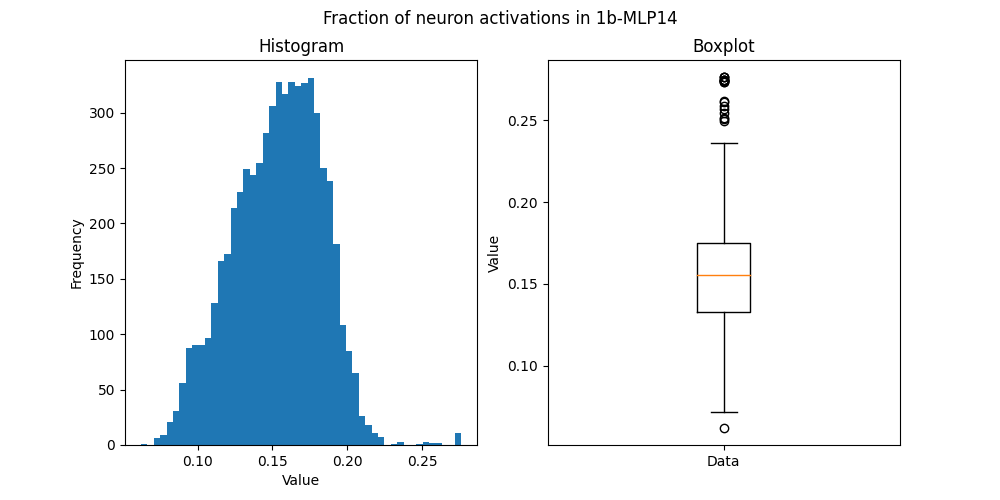 Fraction of neuron activations in 1b-MLP14
Histogram
Frequency
300
250
200
150
100
50
0
0.10 0.15 0.20 0.25
Value
Boxplot
Value
0.25
0.20
0.15
0.10
Data